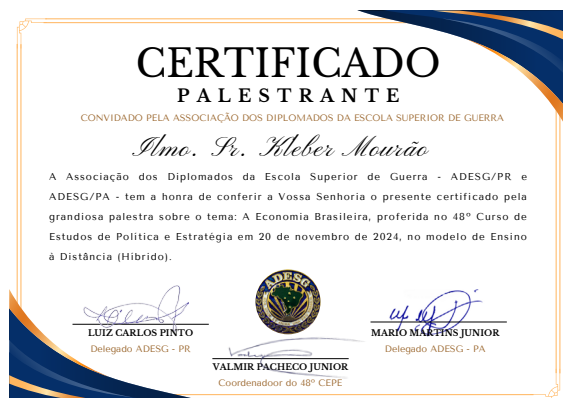 CERTIFICADO
PALESTRANTE
CONVIDADO PELA ASSOCIAÇÃO DOS DIPLOMADOS DA ESCOLA SUPERIOR DE GUERRA
Ilmo. Sr. Kleber Mourão
A Associação dos Diplomados da Escola Superior de Guerra - ADESG/PR e
ADESG/PA - tem a honra de conferir a Vossa Senhoria o presente certificado pela
grandiosa palestra sobre o tema: A Economia Brasileira, proferida no 48º Curso de
Estudos de Política e Estratégia em 20 de novembro de 2024, no modelo de Ensino
à Distância (Híbrido).
ADESG
LUIZ CARLOS PINTO
Delegado ADESG - PR
MARIO MARTINS JUNIOR
Delegado ADESG - PA
VALMIR PACHECO JUNIOR
Coordenadoor do 48º CEPE